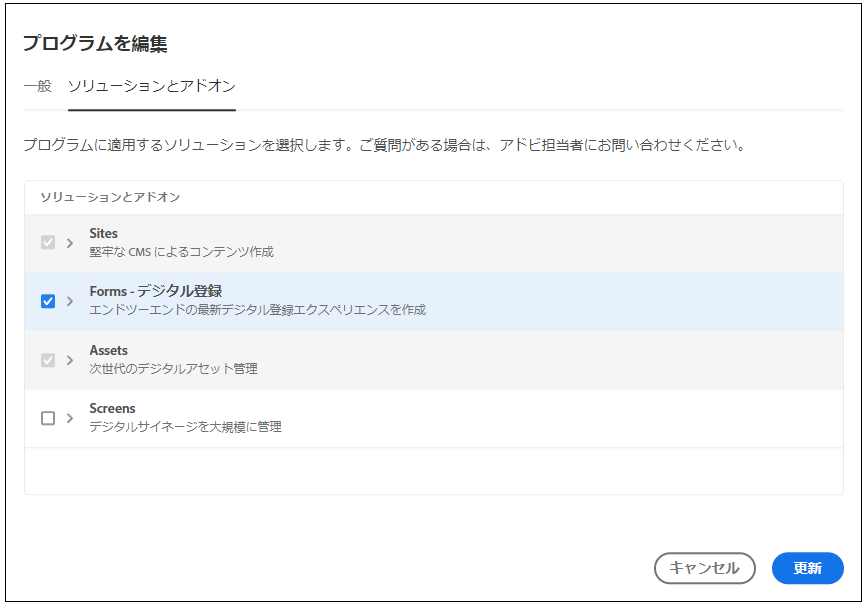 プログラムを編集
一般 ソリューションとアドオン
プログラムに適用するソリューションを選択します。ご質問がある場合は、アドビ担当者にお問い合わせください。
ソリューションとアドオン
Sites
堅牢な CMS によるコンテンツ作成
Forms - デジタル登録
エンドツーエンドの最新デジタル登録エクスペリエンスを作成
Assets
次世代のデジタルアセット管理
Screens
デジタルサイネージを大規模に管理
キャンセル 更新